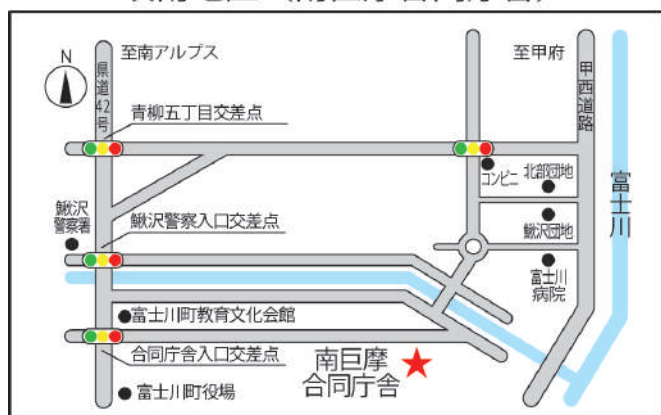 N
至南アルプス
県道42号
至甲府
甲西道路
青柳五丁目交差点
コンビニ
北部団地
富士川
鰍沢
警察署
鰍沢警察入口交差点
鰍沢団地
富士川
病院
富士川町教育文化会館
合同庁舎入口交差点
南巨摩
合同庁舎
富士川町役場